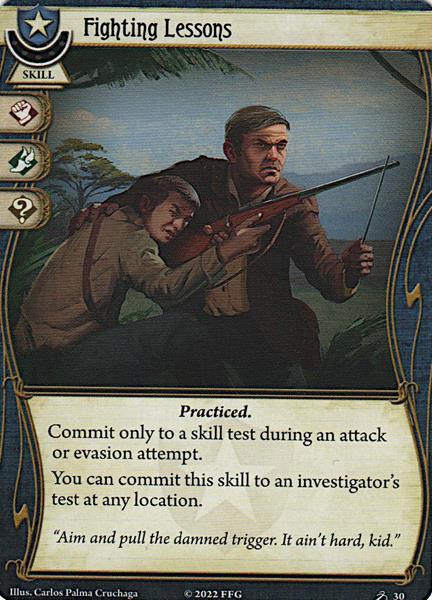 Fighting Lessons
SKILL
?
Practiced.
Commit only to a skill test during an attack
or evasion attempt.
You can commit this skill to an investigator's
test at any location.
"Aim and pull the damned trigger. It ain't hard, kid."
Illus. Carlos Palma Cruchaga © 2022 FFG 30